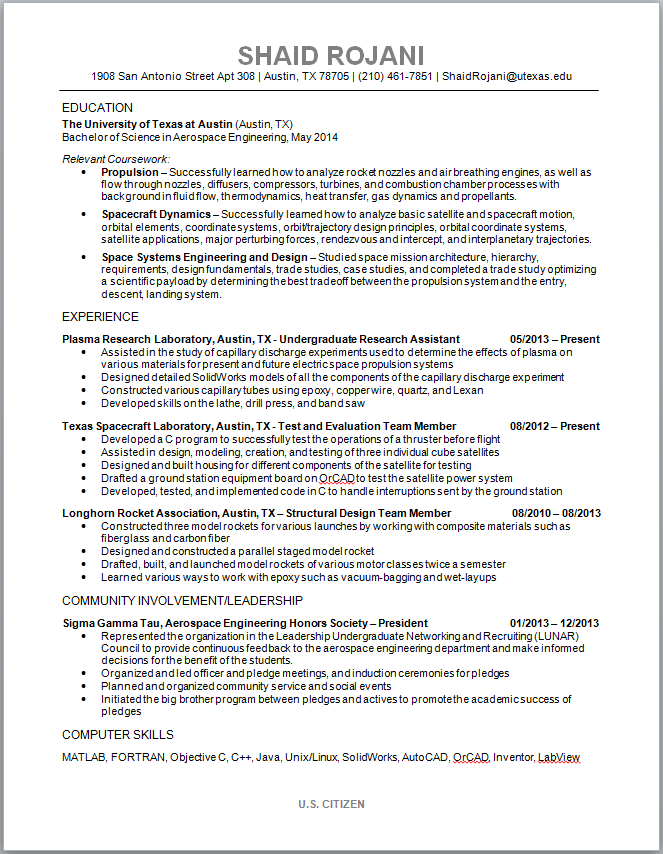 SHAID ROJANI
1908 San Antonio Street Apt 308 | Austin, TX 78705 | (210) 461-7851 | ShaidRojani@utexas.edu
EDUCATION
The University of Texas at Austin (Austin, TX)
Bachelor of Science in Aerospace Engineering, May 2014
Relevant Coursework:
• Propulsion – Successfully learned how to analyze rocket nozzles and air breathing engines, as well as
flow through nozzles, diffusers, compressors, turbines, and combustion chamber processes with
background in fluid flow, thermodynamics, heat transfer, gas dynamics and propellants.
• Spacecraft Dynamics – Successfully learned how to analyze basic satellite and spacecraft motion,
orbital elements, coordinate systems, orbit/trajectory design principles, orbital coordinate systems,
satellite applications, major perturbing forces, rendezvous and intercept, and interplanetary trajectories.
• Space Systems Engineering and Design – Studied space mission architecture, hierarchy,
requirements, design fundamentals, trade studies, case studies, and completed a trade study optimizing
a scientific payload by determining the best tradeoff between the propulsion system and the entry,
descent, landing system.
EXPERIENCE
Plasma Research Laboratory, Austin, TX - Undergraduate Research Assistant 05/2013 – Present
• Assisted in the study of capillary discharge experiments used to determine the effects of plasma on
various materials for present and future electric space propulsion systems
• Designed detailed SolidWorks models of all the components of the capillary discharge experiment
• Constructed various capillary tubes using epoxy, copper wire, quartz, and Lexan
• Developed skills on the lathe, drill press, and band saw
Texas Spacecraft Laboratory, Austin, TX - Test and Evaluation Team Member 08/2012 – Present
• Developed a C program to successfully test the operations of a thruster before flight
• Assisted in design, modeling, creation, and testing of three individual cube satellites
• Designed and built housing for different components of the satellite for testing
• Drafted a ground station equipment board on OrCAD to test the satellite power system
• Developed, tested, and implemented code in C to handle interruptions sent by the ground station
Longhorn Rocket Association, Austin, TX – Structural Design Team Member 08/2010 – 08/2013
• Constructed three model rockets for various launches by working with composite materials such as
fiberglass and carbon fiber
• Designed and constructed a parallel staged model rocket
• Drafted, built, and launched model rockets of various motor classes twice a semester
• Learned various ways to work with epoxy such as vacuum-bagging and wet-layups
COMMUNITY INVOLVEMENT/LEADERSHIP
Sigma Gamma Tau, Aerospace Engineering Honors Society – President 01/2013 – 12/2013
• Represented the organization in the Leadership Undergraduate Networking and Recruiting (LUNAR)
Council to provide continuous feedback to the aerospace engineering department and make informed
decisions for the benefit of the students.
• Organized and led officer and pledge meetings, and induction ceremonies for pledges
• Planned and organized community service and social events
• Initiated the big brother program between pledges and actives to promote the academic success of
pledges
COMPUTER SKILLS
MATLAB, FORTRAN, Objective C, C++, Java, Unix/Linux, SolidWorks, AutoCAD, OrCAD, Inventor, LabView
U.S. CITIZEN